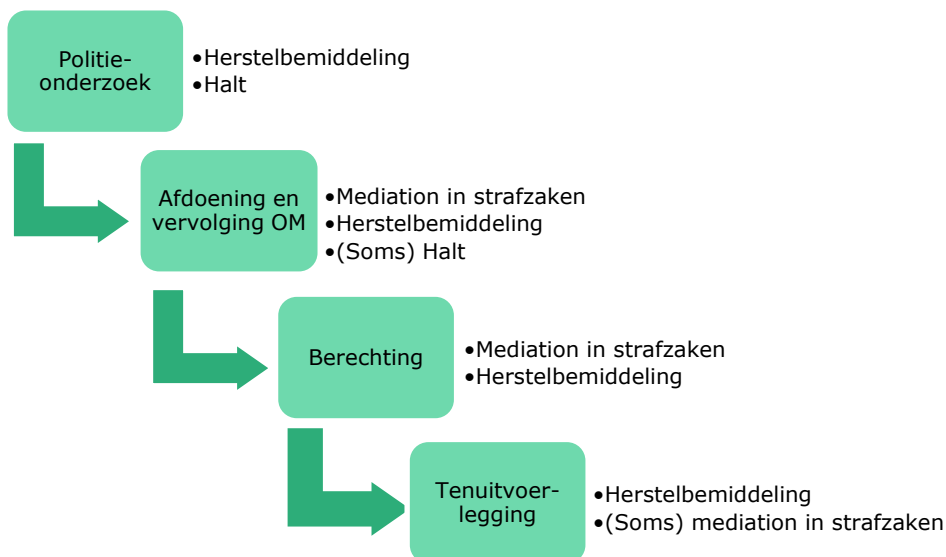 Politie-
onderzoek
•Herstelbemiddeling
•Halt
Afdoening en
vervolging OM
•Mediation in strafzaken
•Herstelbemiddeling
•(Soms) Halt
Berechting
•Mediation in strafzaken
•Herstelbemiddeling
Tenuitvoer-
legging
•Herstelbemiddeling
•(Soms) mediation in strafzaken